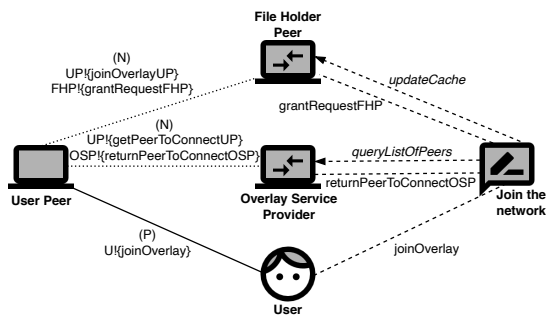 File Holder
Peer
(N)
UP!{joinOverlayUP}
FHP!{grantRequestFHP}
updateCache
grantRequestFHP
(N)
UP!{getPeerToConnectUP}
OSP!{returnPeerToConnectOSP}
queryListOfPeers
returnPeerToConnectOSP
User Peer
Overlay Service
Provider
Join the
network
(P)
U!{joinOverlay}
joinOverlay
User